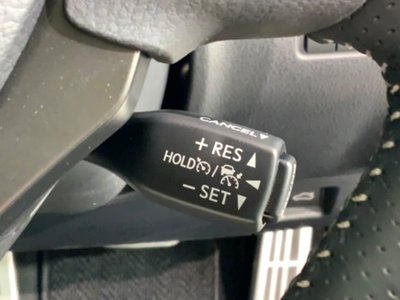 CANCEL
+ RES
HOLD /
− SET